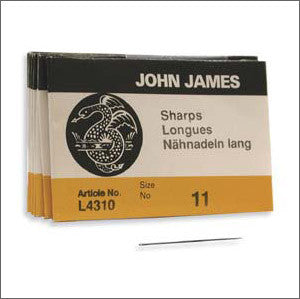 JOHN JAMES
Sharps
Longues
Nähnadeln lang
Article No.
L4310
Size
No
11